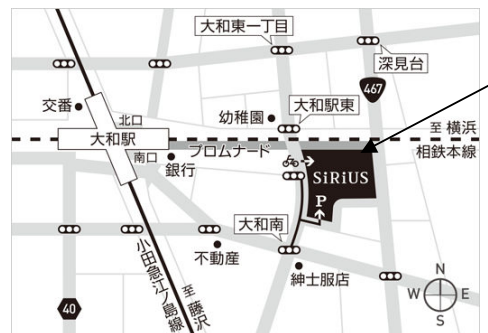 大和東一丁目
深見台
467
交番
北口
幼稚園
大和駅東
至 横浜
大和駅
プロムナード
相鉄本線
南口
銀行
SiRiUS
P
大和南
不動産
紳士服店
小田急江ノ島線
至 藤沢
40
N
W
E
S